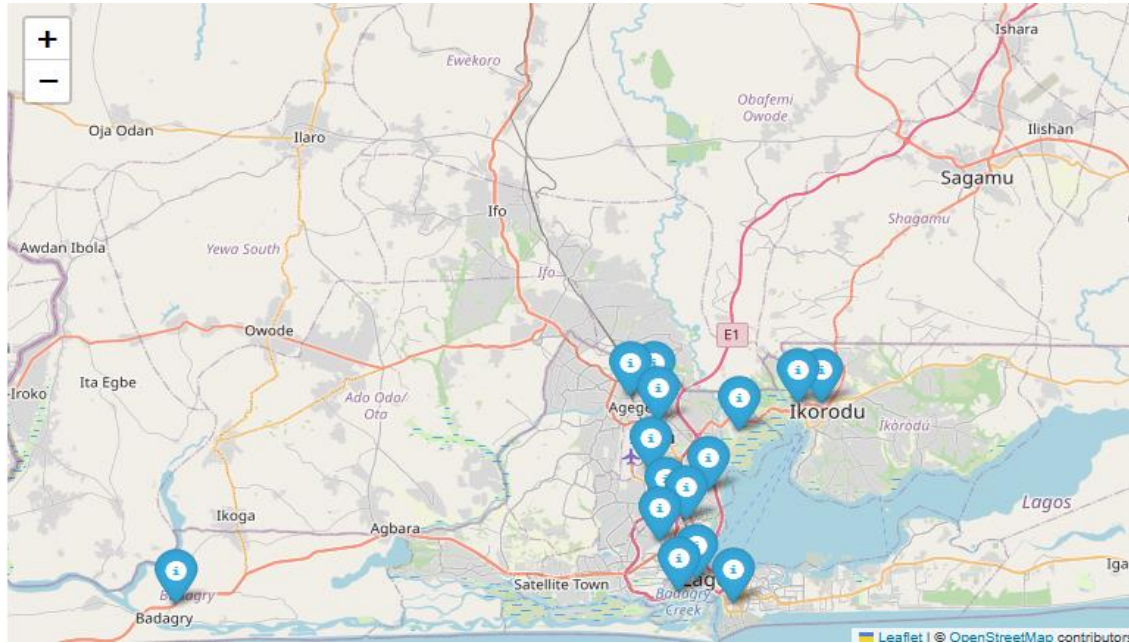 +
−
Ishara
Ewekoro
Obafemi
Owode
Oja Odan
Ilaro
Ilishan
Sagamu
Ifo
Shagamu
Awdan Ibola
Yewa South
Ifo
Owode
E1
Ita Egbe
-Iroko
Ado Odo/
Ota
Agege
Ikorodu
Ikorodu
Lagos
Ikoga
Agbara
Satellite Town
Lagos
Iga
Badagry
Badagry
Badagry
Creek
Leaflet | © OpenStreetMap contributors